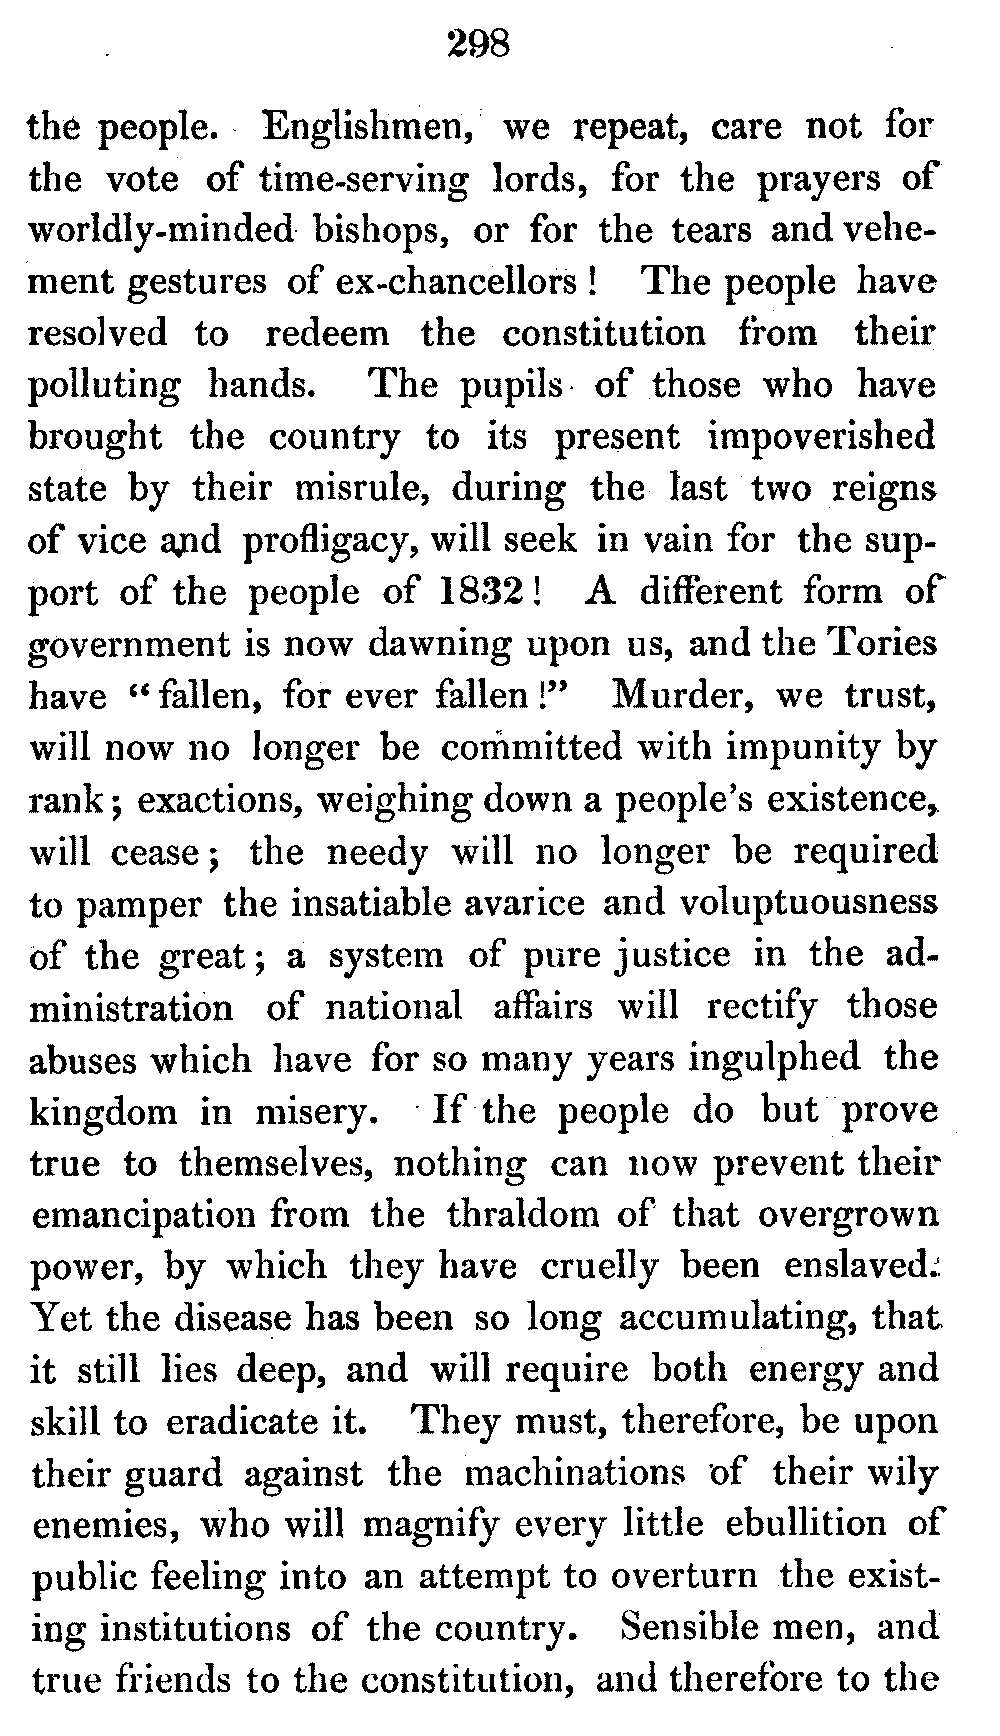 298
the people. Englishmen, we repeat, care not for
the vote of time-serving lords, for the prayers of
worldly-minded bishops, or for the tears and vehe-
ment gestures of ex-chancellors ! The people have
resolved to redeem the constitution from their
polluting hands. The pupils of those who have
brought the country to its present impoverished
state by their misrule, during the last two reigns
of vice and profligacy, will seek in vain for the sup-
port of the people of 1832! A different form of
government is now dawning upon us, and the Tories
have “ fallen, for ever fallen !” Murder, we trust,
will now no longer be committed with impunity by
rank ; exactions, weighing down a people’s existence,
will cease ; the needy will no longer be required
to pamper the insatiable avarice and voluptuousness
of the great ; a system of pure justice in the ad-
ministration of national affairs will rectify those
abuses which have for so many years ingulphed the
kingdom in misery. If the people do but prove
true to themselves, nothing can now prevent their
emancipation from the thraldom of that overgrown
power, by which they have cruelly been enslaved.
Yet the disease has been so long accumulating, that
it still lies deep, and will require both energy and
skill to eradicate it. They must, therefore, be upon
their guard against the machinations of their wily
enemies, who will magnify every little ebullition of
public feeling into an attempt to overturn the exist-
ing institutions of the country. Sensible men, and
true friends to the constitution, and therefore to the